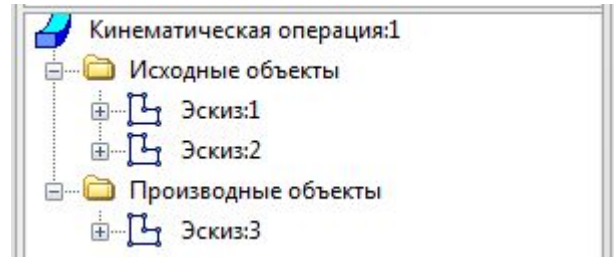 Кинематическая операция:1
Исходные объекты
Эскиз:1
Эскиз:2
Производные объекты
Эскиз:3